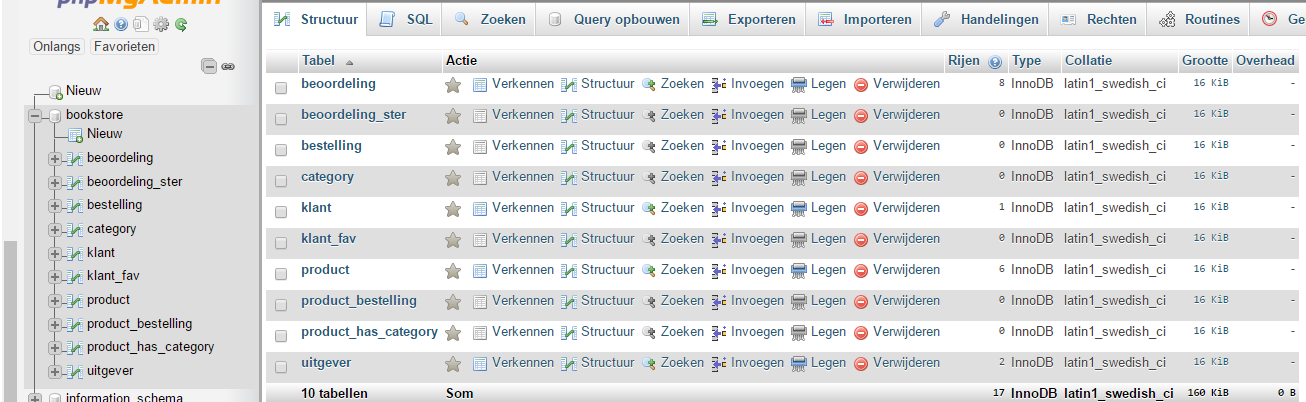 phpMyAdmin
Onlangs Favorieten
Nieuw
bookstore
Nieuw
beoordeling
beoordeling_ster
bestelling
category
klant
klant_fav
product
product_bestelling
product_has_category
uitgever
information_schema
Structuur SQL Zoeken Query opbouwen Exporteren Importeren Handelingen Rechten Routines Ge
Tabel Actie Rijen Type Collatie Grootte Overhead
beoordeling Verkennen Structuur Zoeken Invoegen Legen Verwijderen 8 InnoDB latin1_swedish_ci 16 KiB -
beoordeling_ster Verkennen Structuur Zoeken Invoegen Legen Verwijderen 0 InnoDB latin1_swedish_ci 16 KiB -
bestelling Verkennen Structuur Zoeken Invoegen Legen Verwijderen 0 InnoDB latin1_swedish_ci 16 KiB -
category Verkennen Structuur Zoeken Invoegen Legen Verwijderen 0 InnoDB latin1_swedish_ci 16 KiB -
klant Verkennen Structuur Zoeken Invoegen Legen Verwijderen 1 InnoDB latin1_swedish_ci 16 KiB -
klant_fav Verkennen Structuur Zoeken Invoegen Legen Verwijderen 0 InnoDB latin1_swedish_ci 16 KiB -
product Verkennen Structuur Zoeken Invoegen Legen Verwijderen 6 InnoDB latin1_swedish_ci 16 KiB -
product_bestelling Verkennen Structuur Zoeken Invoegen Legen Verwijderen 0 InnoDB latin1_swedish_ci 16 KiB -
product_has_category Verkennen Structuur Zoeken Invoegen Legen Verwijderen 0 InnoDB latin1_swedish_ci 16 KiB -
uitgever Verkennen Structuur Zoeken Invoegen Legen Verwijderen 2 InnoDB latin1_swedish_ci 16 KiB -
10 tabellen Som 17 InnoDB latin1_swedish_ci 160 KiB 0 B